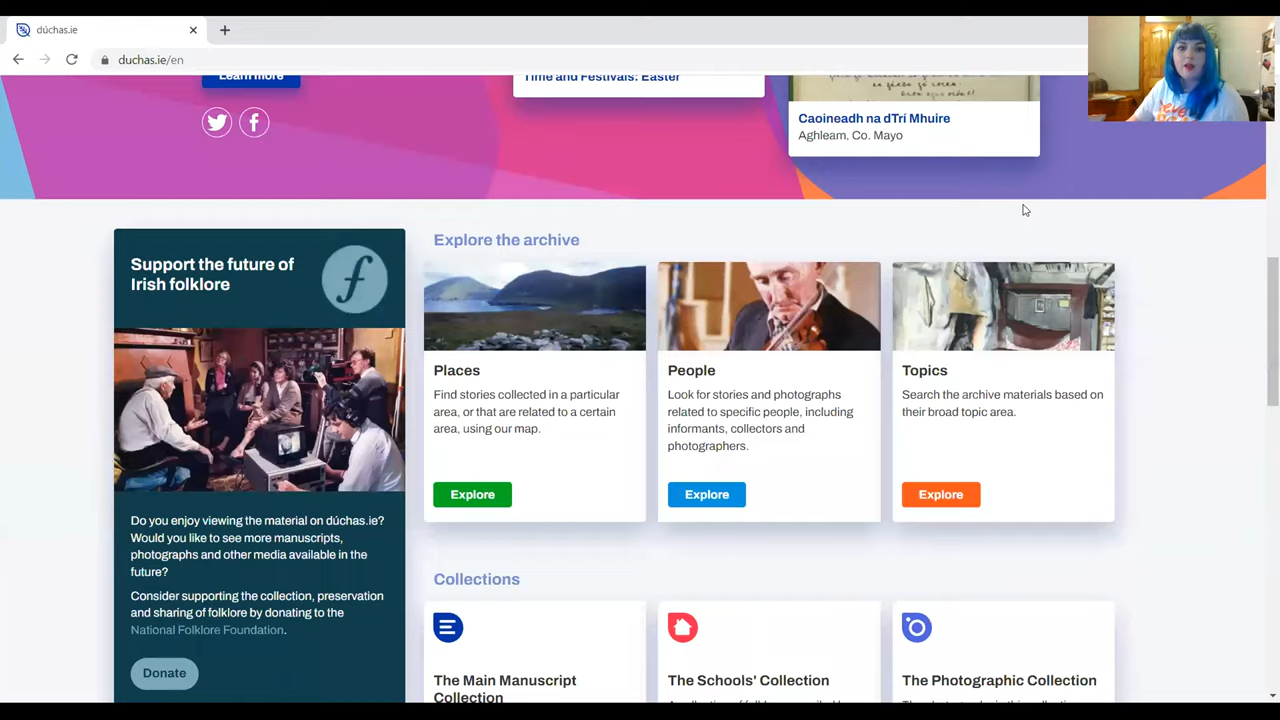 dúchas.ie
duchas.ie/en
Learn more
Time and Festivals: Easter
Caoineadh na dTrí Mhuire
Aghleam, Co. Mayo
Support the future of
Irish folklore
Do you enjoy viewing the material on dúchas.ie?
Would you like to see more manuscripts,
photographs and other media available in the
future?
Consider supporting the collection, preservation
and sharing of folklore by donating to the
National Folklore Foundation.
Donate
Explore the archive
Places
Find stories collected in a particular
area, or that are related to a certain
area, using our map.
Explore
People
Look for stories and photographs
related to specific people, including
informants, collectors and
photographers.
Explore
Topics
Search the archive materials based on
their broad topic area.
Explore
Collections
The Main Manuscript
Collection
The Schools' Collection
The Photographic Collection